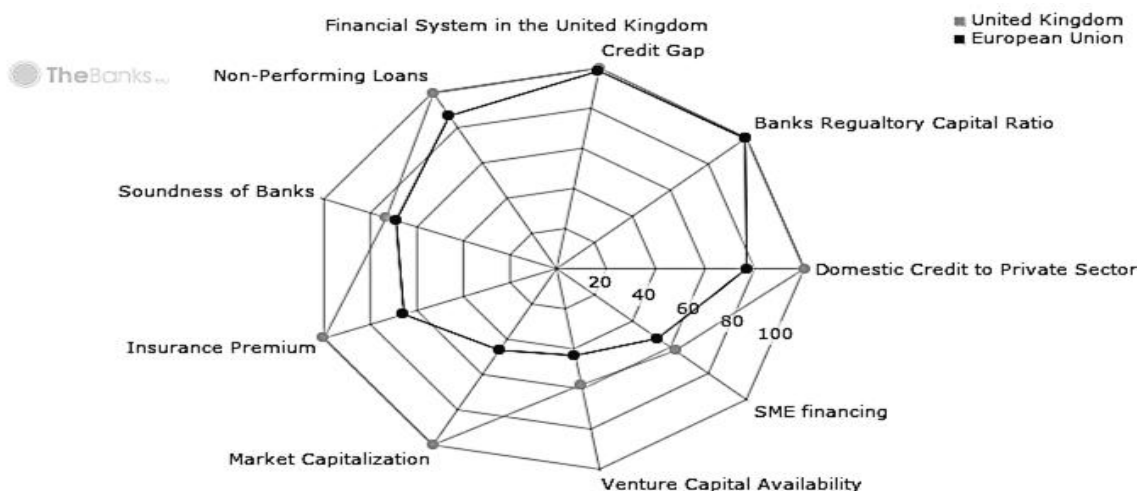 Financial System in the United Kingdom
United Kingdom
European Union
TheBanks.eu
Credit Gap
Non-Performing Loans
Banks Regualtory Capital Ratio
Soundness of Banks
Domestic Credit to Private Sector
20
40
60
80
100
Insurance Premium
SME financing
Market Capitalization
Venture Capital Availability